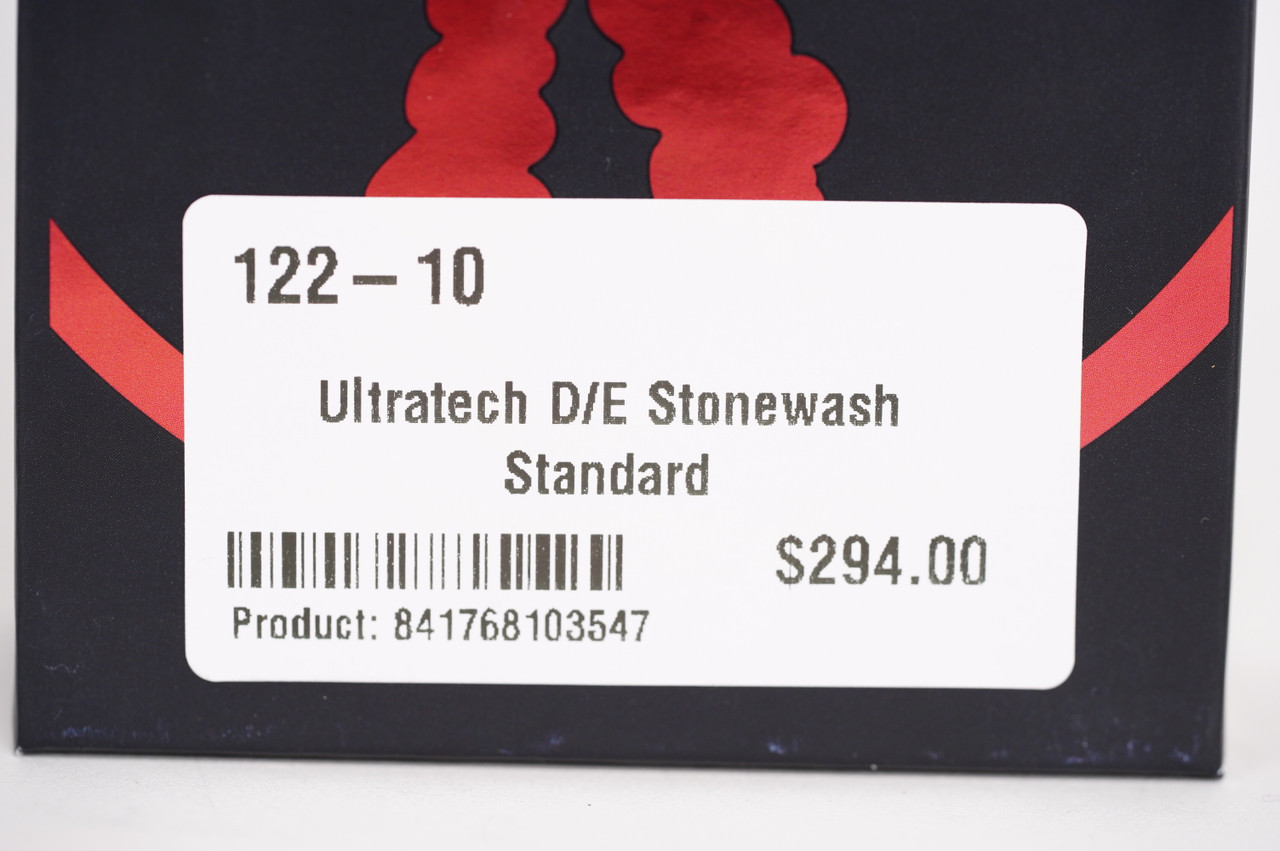 122-10
Ultratech D/E Stonewash
Standard
$294.00
Product: 841768103547